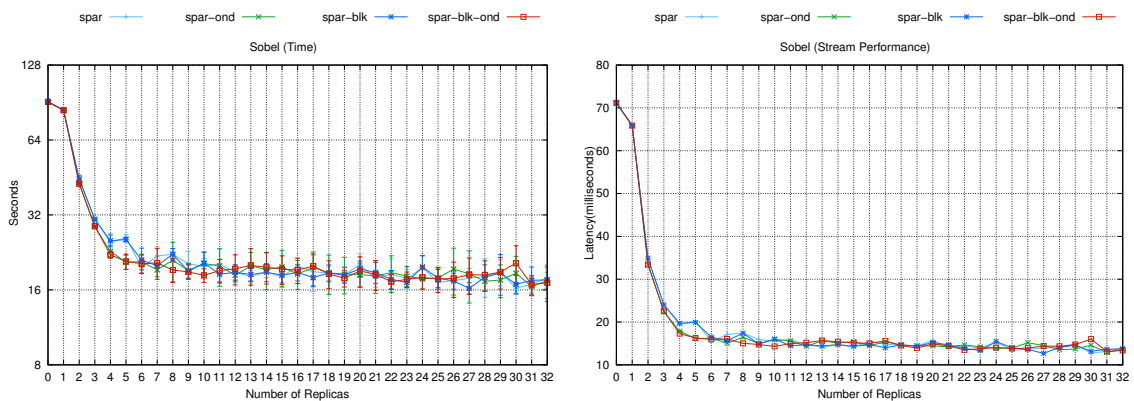 spar spar-ond spar-blk spar-blk-ond
Sobel (Time)
128
64
32
16
8
Seconds
0 1 2 3 4 5 6 7 8 9 10 11 12 13 14 15 16 17 18 19 20 21 22 23 24 25 26 27 28 29 30 31 32
Number of Replicas
spar spar-ond spar-blk spar-blk-ond
Sobel (Stream Performance)
80
70
60
50
40
30
20
10
Latency(milliseconds)
0 1 2 3 4 5 6 7 8 9 10 11 12 13 14 15 16 17 18 19 20 21 22 23 24 25 26 27 28 29 30 31 32
Number of Replicas